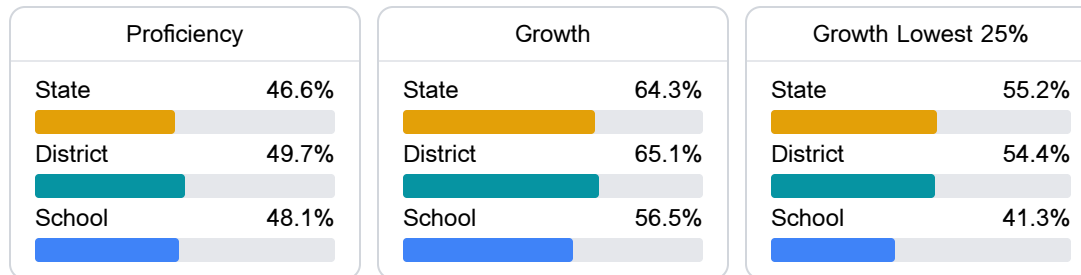 Proficiency
State 46.6%
District 49.7%
School 48.1%
Growth
State 64.3%
District 65.1%
School 56.5%
Growth Lowest 25%
State 55.2%
District 54.4%
School 41.3%